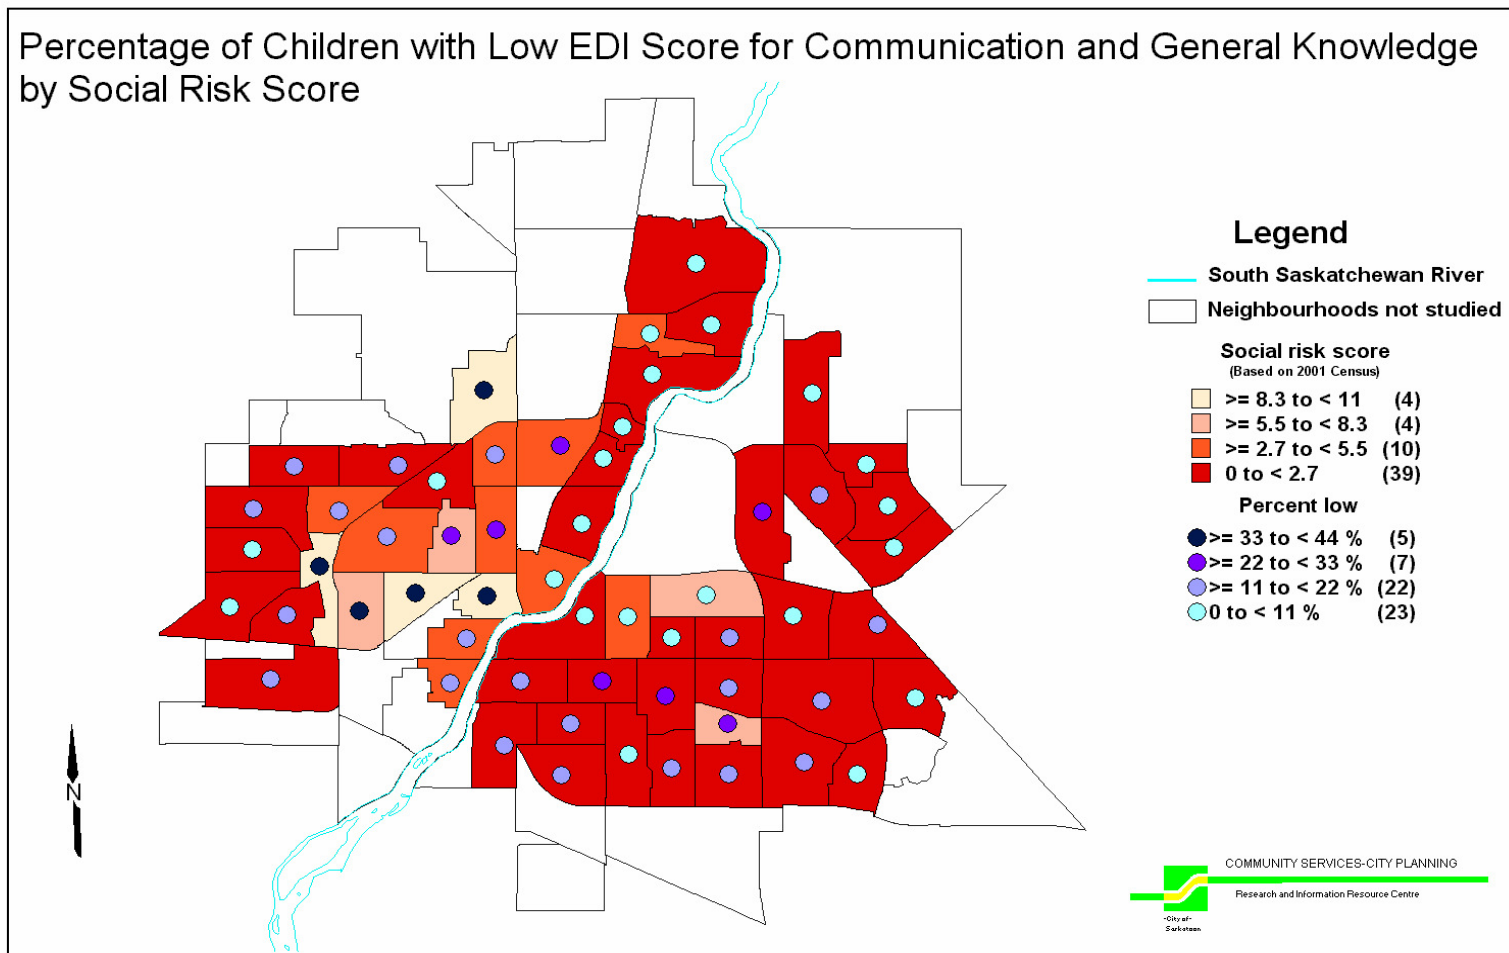 Percentage of Children with Low EDI Score for Communication and General Knowledge
by Social Risk Score
Legend
South Saskatchewan River
Neighbourhoods not studied
Social risk score
(Based on 2001 Census)
>= 8.3 to < 11 (4)
>= 5.5 to < 8.3 (4)
>= 2.7 to < 5.5 (10)
0 to < 2.7 (39)
Percent low
>= 33 to < 44 % (5)
>= 22 to < 33 % (7)
>= 11 to < 22 % (22)
0 to < 11 % (23)
N
COMMUNITY SERVICES-CITY PLANNING
Research and Information Resource Centre
-City of-
Saskatoon